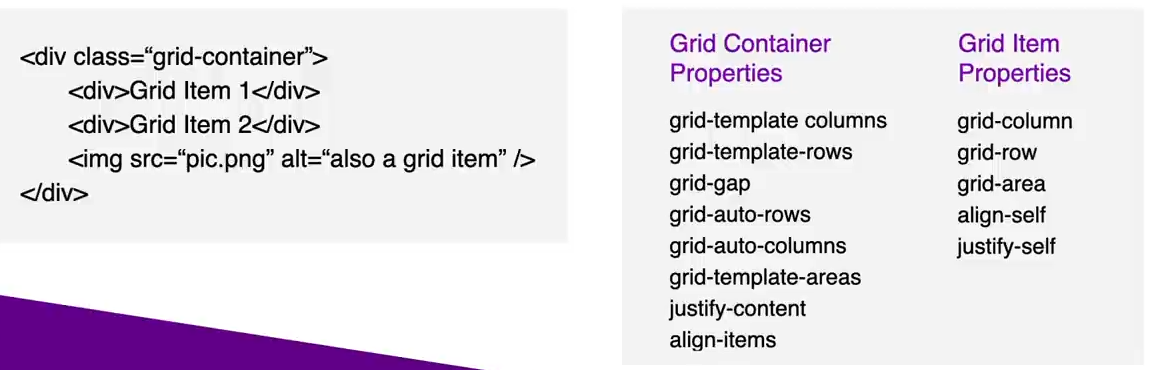 <div class=“grid-container”>
<div>Grid Item 1</div>
<div>Grid Item 2</div>
<img src=“pic.png” alt=“also a grid item” />
</div>
Grid Container
Properties
grid-template columns
grid-template-rows
grid-gap
grid-auto-rows
grid-auto-columns
grid-template-areas
justify-content
align-items
Grid Item
Properties
grid-column
grid-row
grid-area
align-self
justify-self